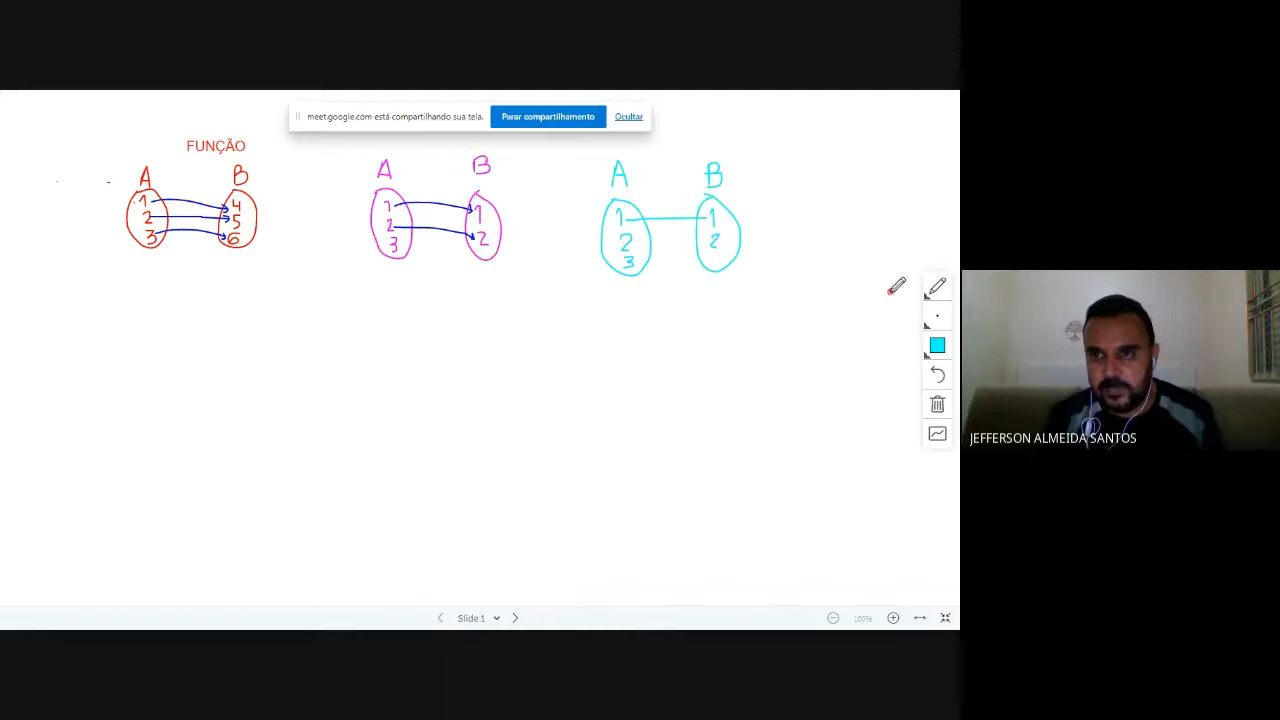 meet.google.com está compartilhando sua tela. Parar compartilhamento Ocultar
FUNÇÃO
A B
1 4
2 5
3 6
A B
1 1
2 2
3
A B
1 1
2 2
3
JEFFERSON ALMEIDA SANTOS
Slide 1
100%